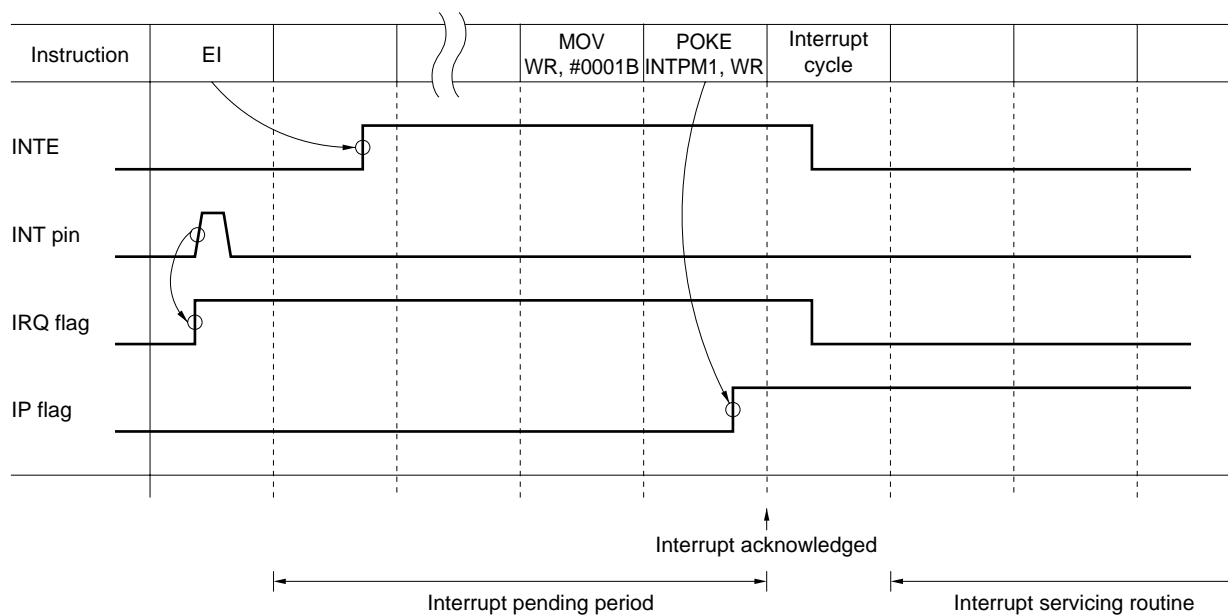 Instruction
EI
MOV
WR, #0001B
POKE
INTPM1, WR
Interrupt
cycle
INTE
INT pin
IRQ flag
IP flag
Interrupt acknowledged
Interrupt pending period
Interrupt servicing routine